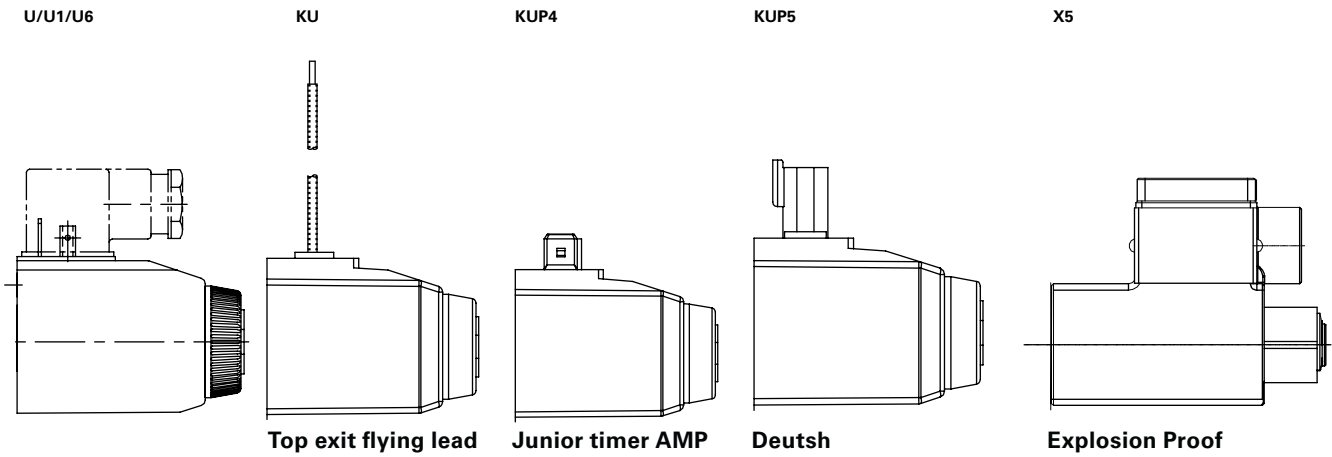 U/U1/U6 KU KUP4 KUP5 X5
Top exit flying lead Junior timer AMP Deutsh Explosion Proof